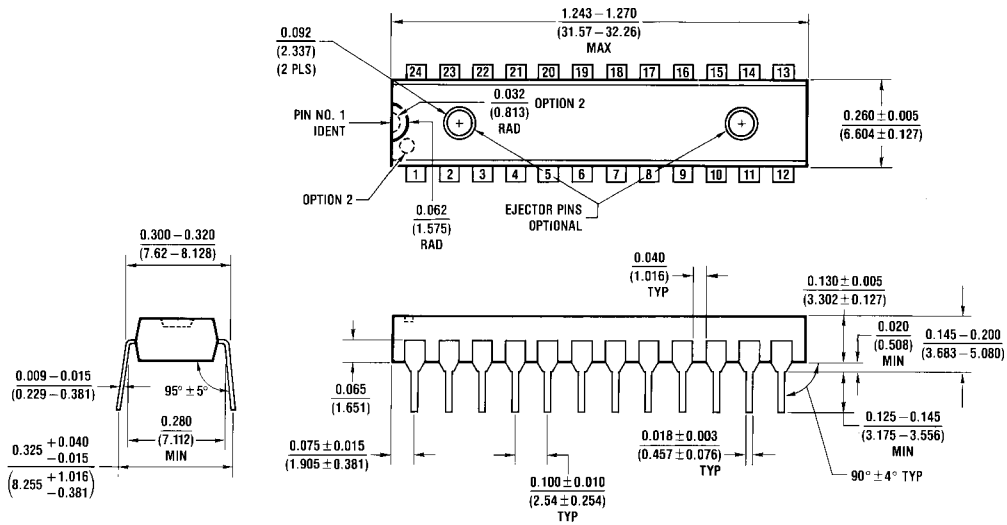 1.243 – 1.270
(31.57 – 32.26)
MAX
0.092
(2.337)
(2 PLS)
24 23 22 21 20 19 18 17 16 15 14 13
0.032
(0.813)
RAD
OPTION 2
PIN NO. 1
IDENT
0.260 ± 0.005
(6.604 ± 0.127)
1 2 3 4 5 6 7 8 9 10 11 12
OPTION 2
0.062
(1.575)
RAD
EJECTOR PINS
OPTIONAL
0.300 – 0.320
(7.62 – 8.128)
0.009 – 0.015
(0.229 – 0.381)
95° ± 5°
0.280
(7.112)
MIN
0.325 +0.040
−0.015
(8.255 +1.016
−0.381)
0.040
(1.016)
TYP
0.130 ± 0.005
(3.302 ± 0.127)
0.020
(0.508)
MIN
0.145 – 0.200
(3.683 – 5.080)
0.065
(1.651)
0.075 ± 0.015
(1.905 ± 0.381)
0.100 ± 0.010
(2.54 ± 0.254)
TYP
0.018 ± 0.003
(0.457 ± 0.076)
TYP
0.125 – 0.145
(3.175 – 3.556)
MIN
90° ± 4° TYP